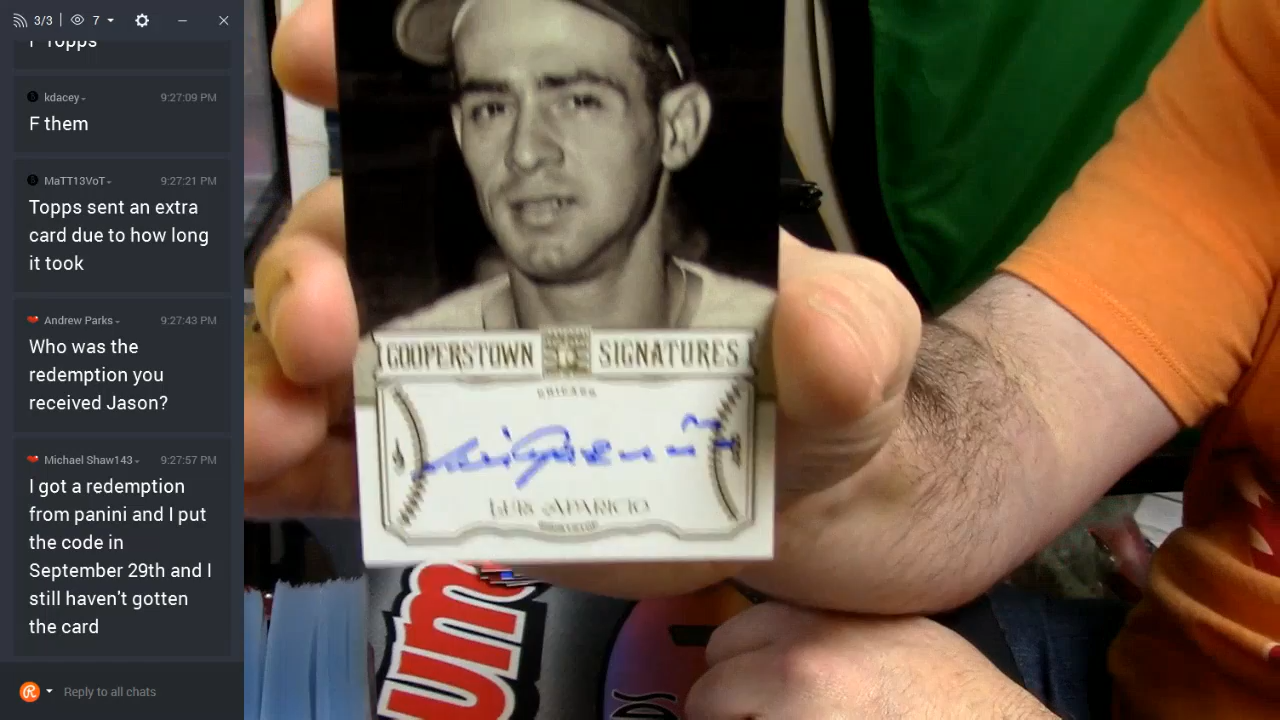 3/3
7
F Topps
kdacey
9:27:09 PM
F them
MaTT13VoT
9:27:21 PM
Topps sent an
extra
card due to how long
it took
Andrew Parks
9:27:43 PM
Who was the
redemption you
received Jason?
Michael Shaw143
9:27:57 PM
I got a redemption
from panini and I put
the code in
September 29th and I
still haven't gotten
the card
Reply to all chats
COOPERSTOWN SIGNATURES
CHICAGO
LUIS APARICIO